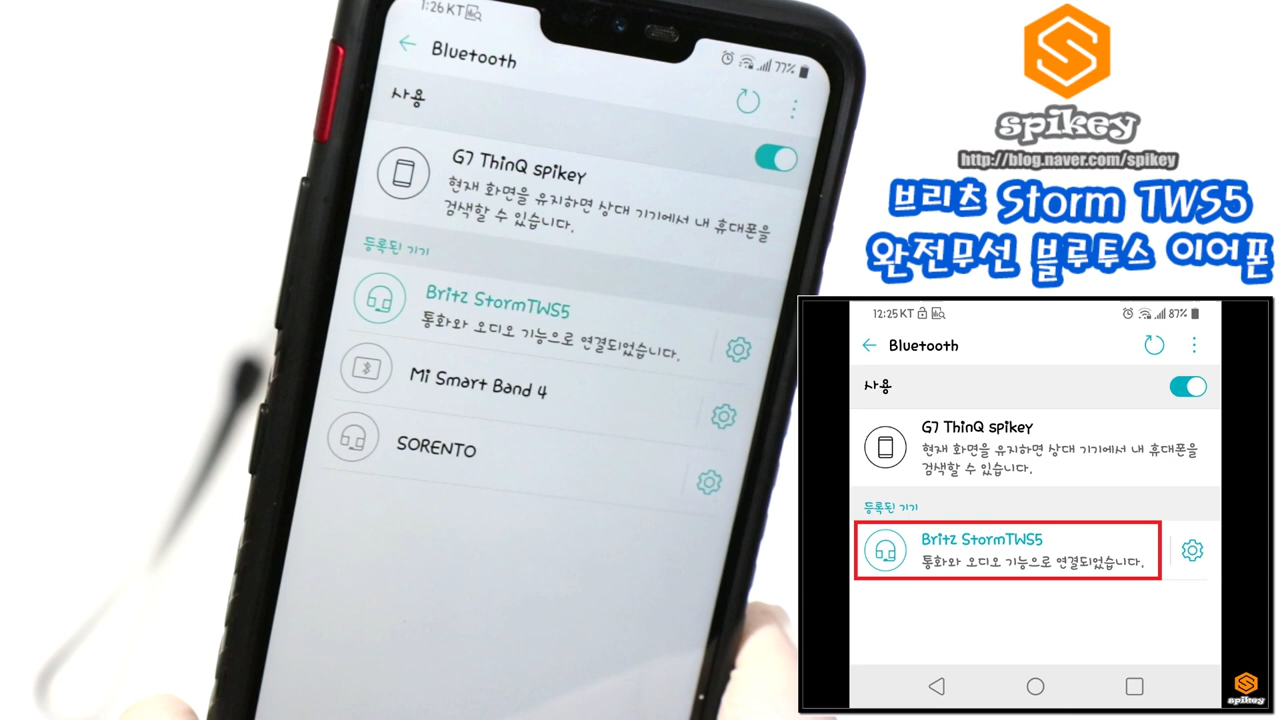 1:26 KT
77%
Bluetooth
사용
G7 ThinQ spikey
현재 화면을 유지하면 상대 기기에서 내 휴대폰을
검색할 수 있습니다.
등록된 기기
Britz StormTWS5
통화와 오디오 기능으로 연결되었습니다.
Mi Smart Band 4
SORENTO
spikey
http://blog.naver.com/spikey
브리츠 Storm TWS5
완전무선 블루투스 이어폰
12:25 KT
87%
Bluetooth
사용
G7 ThinQ spikey
현재 화면을 유지하면 상대 기기에서 내 휴대폰을
검색할 수 있습니다.
등록된 기기
Britz StormTWS5
통화와 오디오 기능으로 연결되었습니다.
spikey